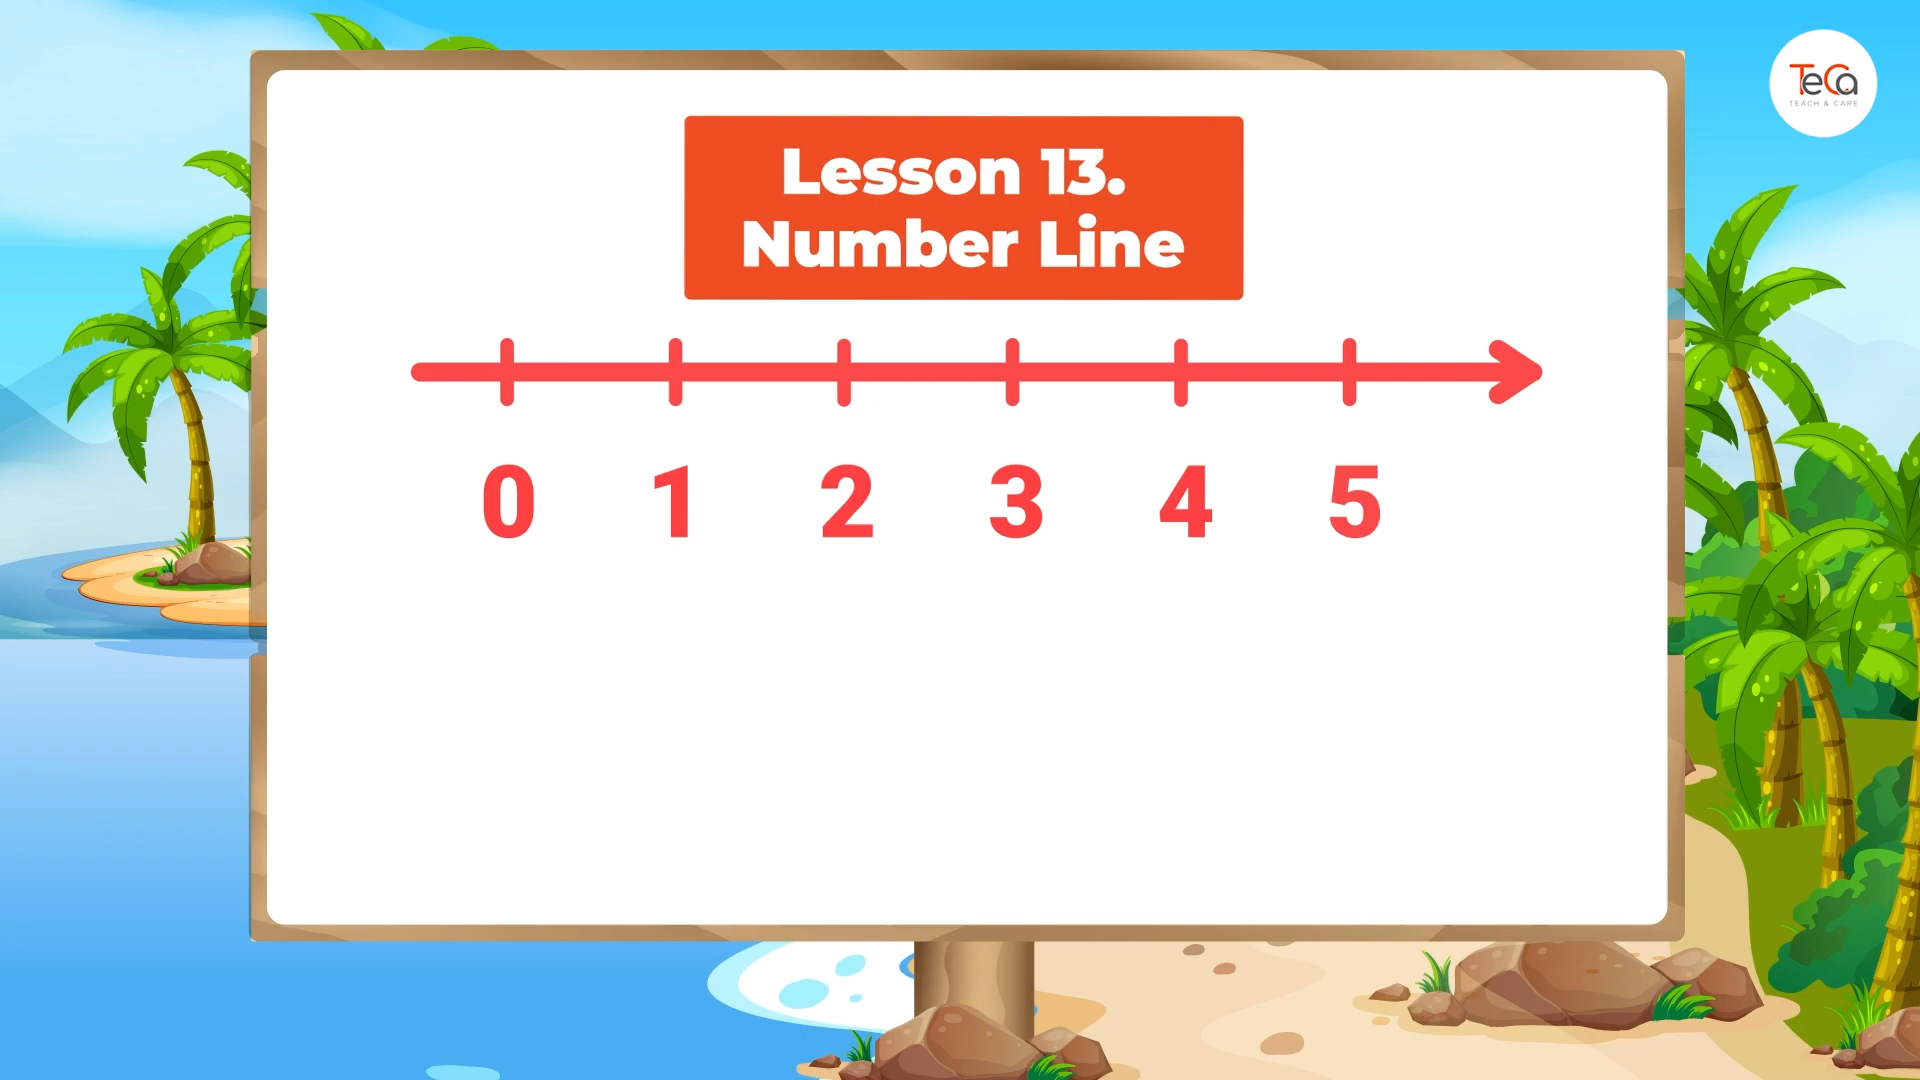 TeCa
TEACH & CARE
Lesson 13.
Number Line
0 1 2 3 4 5